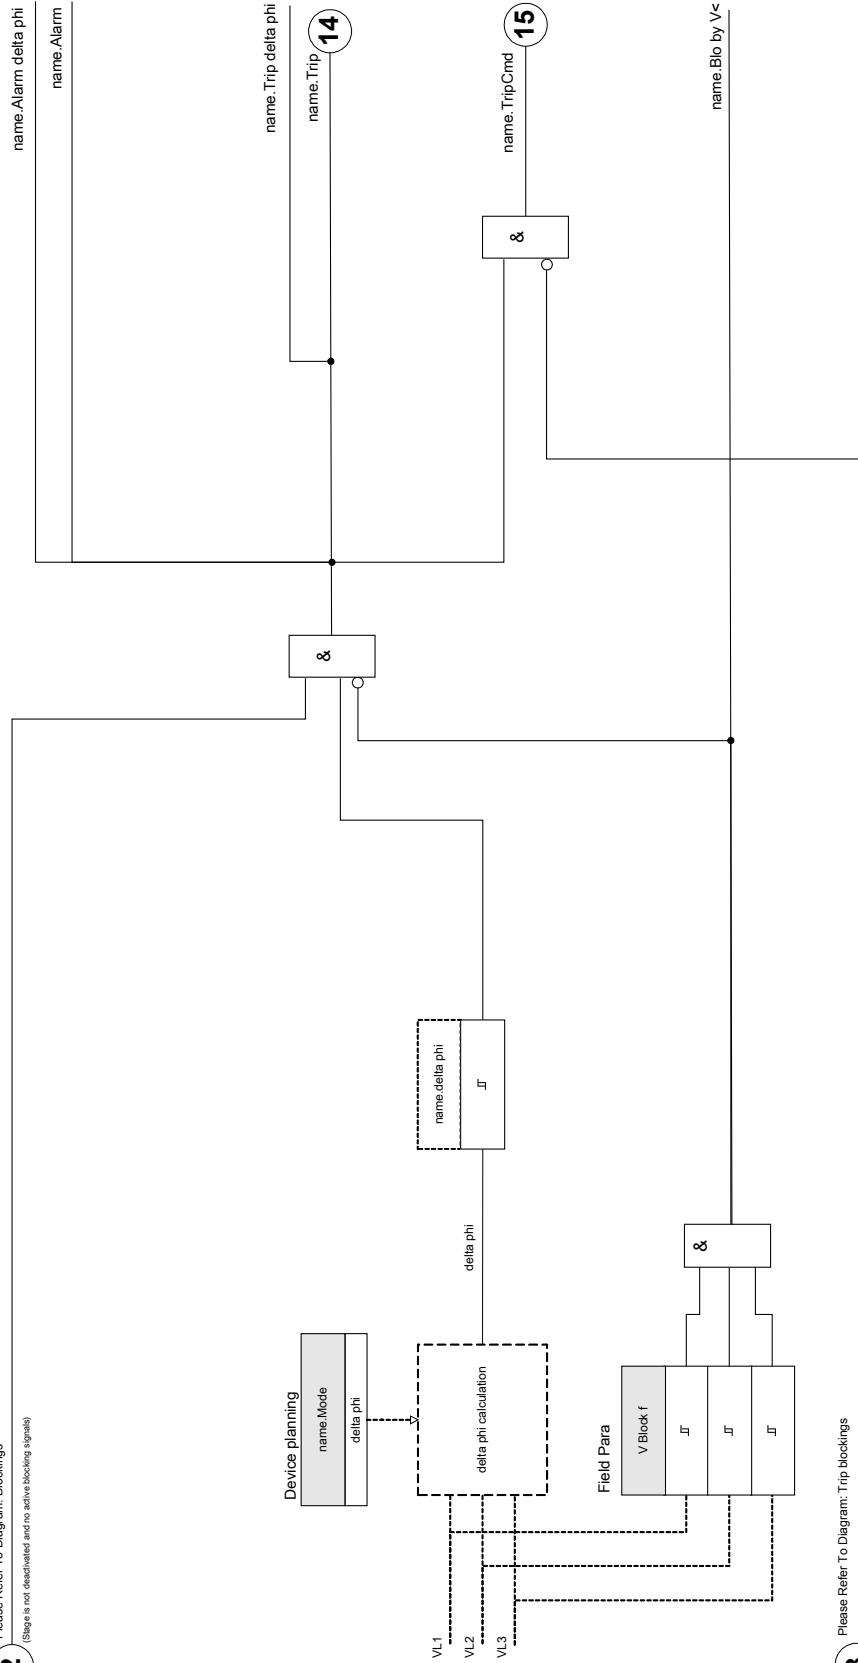 name.Alarm delta phi
name.Alarm
name.Trip delta phi
name.Trip
14
name.TripCmd
15
name.Blo by V<
&
&
name.delta phi
delta phi
&
Device planning
name.Mode
delta phi
delta phi calculation
Field Para
V Block f
VL1
VL2
VL3
(Stage is not deactivated and no active blocking signals)
Please Refer To Diagram: Blockings
2
Please Refer To Diagram: Trip blockings
3